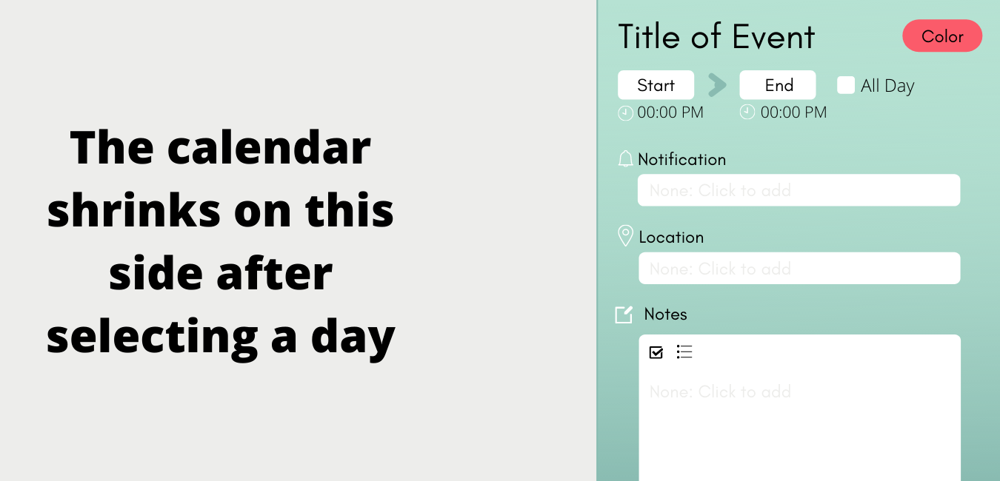 The calendar
shrinks on this
side after
selecting a day
Title of Event
Color
Start
End
All Day
00:00 PM
00:00 PM
Notification
None: Click to add
Location
None: Click to add
Notes
None: Click to add